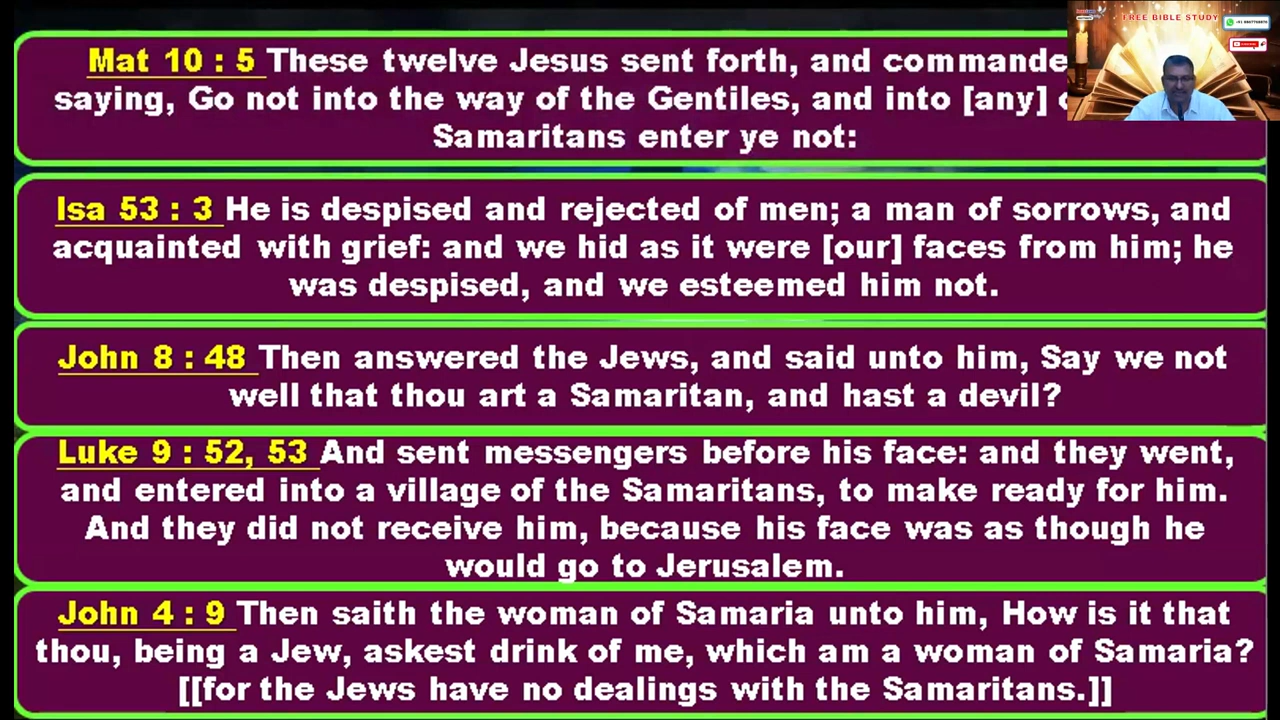 Mat 10 : 5 These twelve Jesus sent forth, and commande
saying, Go not into the way of the Gentiles, and into [any]
Samaritans enter ye not:
Isa 53 : 3 He is despised and rejected of men; a man of sorrows, and
acquainted with grief: and we hid as it were [our] faces from him; he
was despised, and we esteemed him not.
John 8 : 48 Then answered the Jews, and said unto him, Say we not
well that thou art a Samaritan, and hast a devil?
Luke 9 : 52, 53 And sent messengers before his face: and they went,
and entered into a village of the Samaritans, to make ready for him.
And they did not receive him, because his face was as though he
would go to Jerusalem.
John 4 : 9 Then saith the woman of Samaria unto him, How is it that
thou, being a Jew, askest drink of me, which am a woman of Samaria?
[[for the Jews have no dealings with the Samaritans.]]
FREE BIBLE STUDY